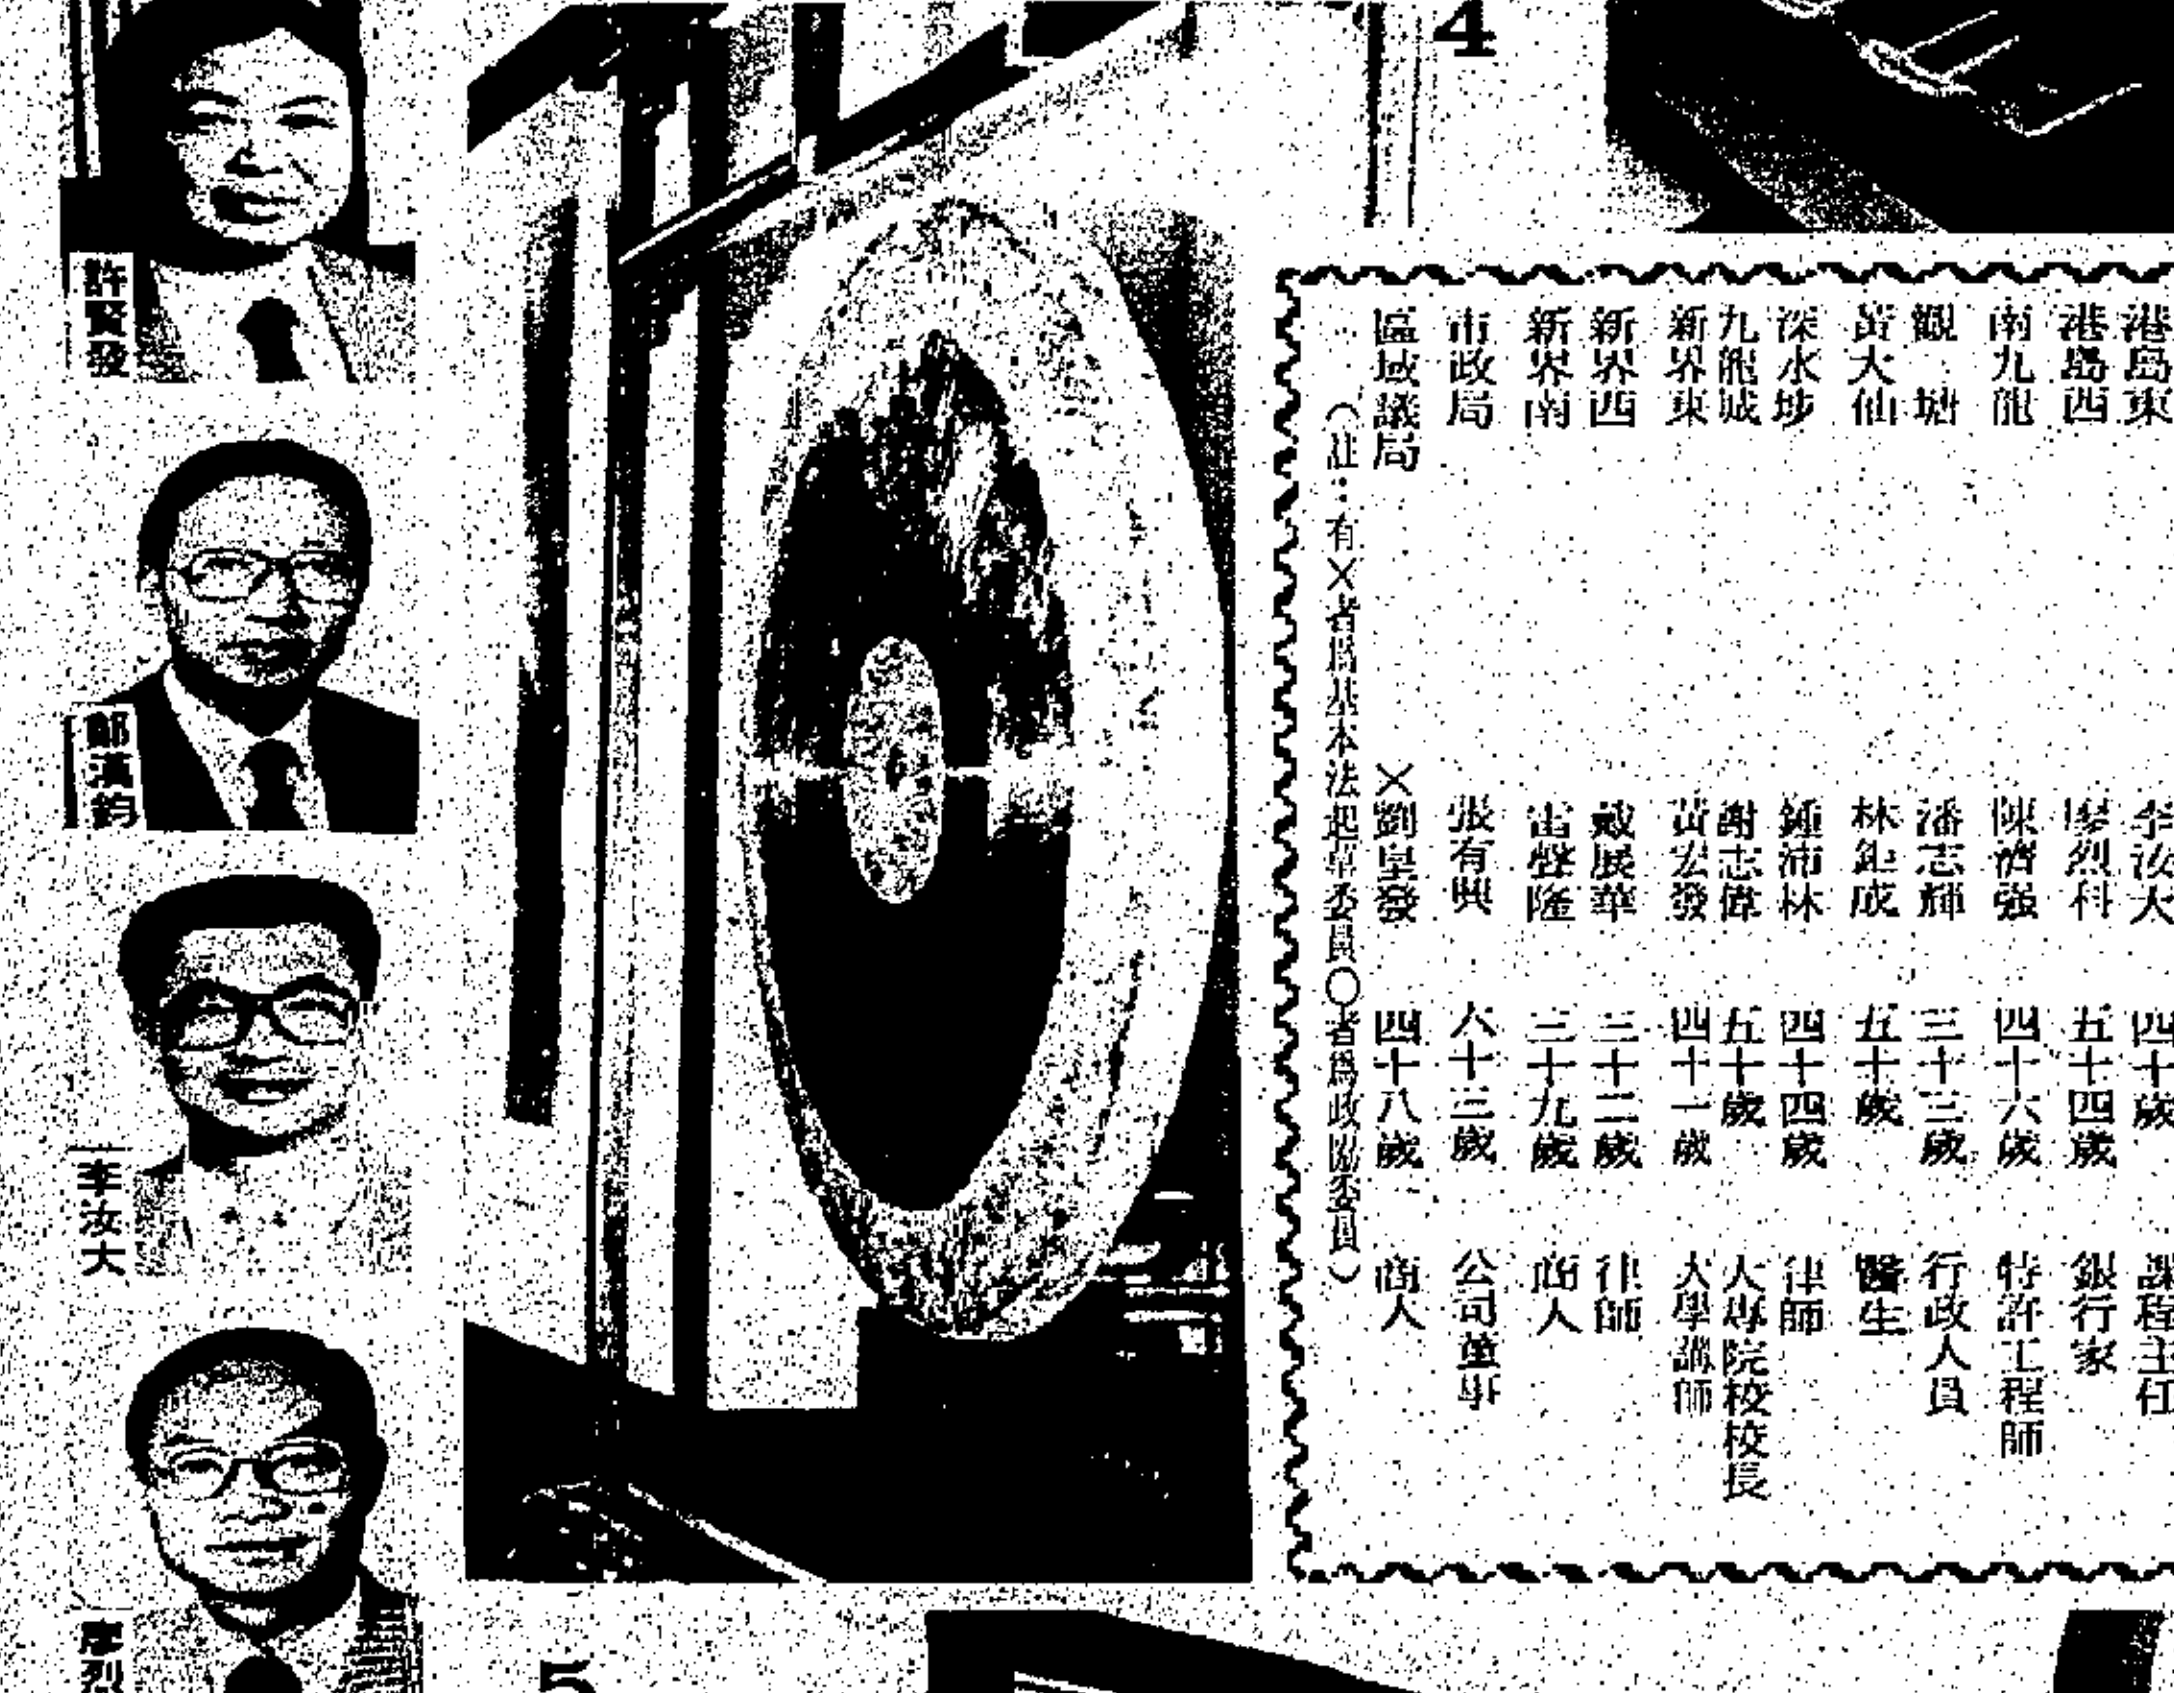 4
港島東 李汝大 四十歲 課程主任
港島西 廖烈科 五十四歲 銀行家
南九龍 陳濟強 四十六歲 特許工程師
觀塘 潘志輝 三十三歲 行政人員
黃大仙 林鉅成 五十歲 醫生
深水埗 鍾沛林 四十四歲 律師
九龍城 謝志偉 五十歲 大專院校校長
新界東 黃宏發 四十一歲 大學講師
新界西 戴展華 三十二歲 律師
新界南 雷聲隆 三十九歲 商人
市政局 張有興 六十三歲 公司董事
區域議局 ×劉皇發 四十八歲 商人
（註：有×者爲基本法起草委員○者爲政協委員）
許賢發
鄺漢鈞
李汝大
廖烈
5